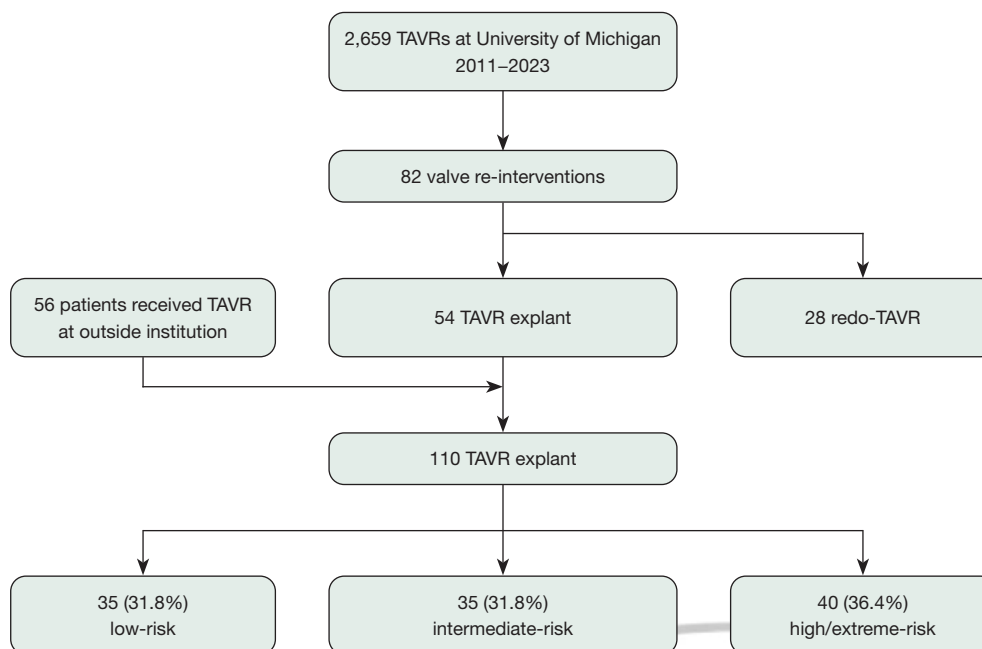 2,659 TAVRs at University of Michigan
2011–2023
82 valve re-interventions
56 patients received TAVR
at outside institution
54 TAVR explant
28 redo-TAVR
110 TAVR explant
35 (31.8%)
low-risk
35 (31.8%)
intermediate-risk
40 (36.4%)
high/extreme-risk